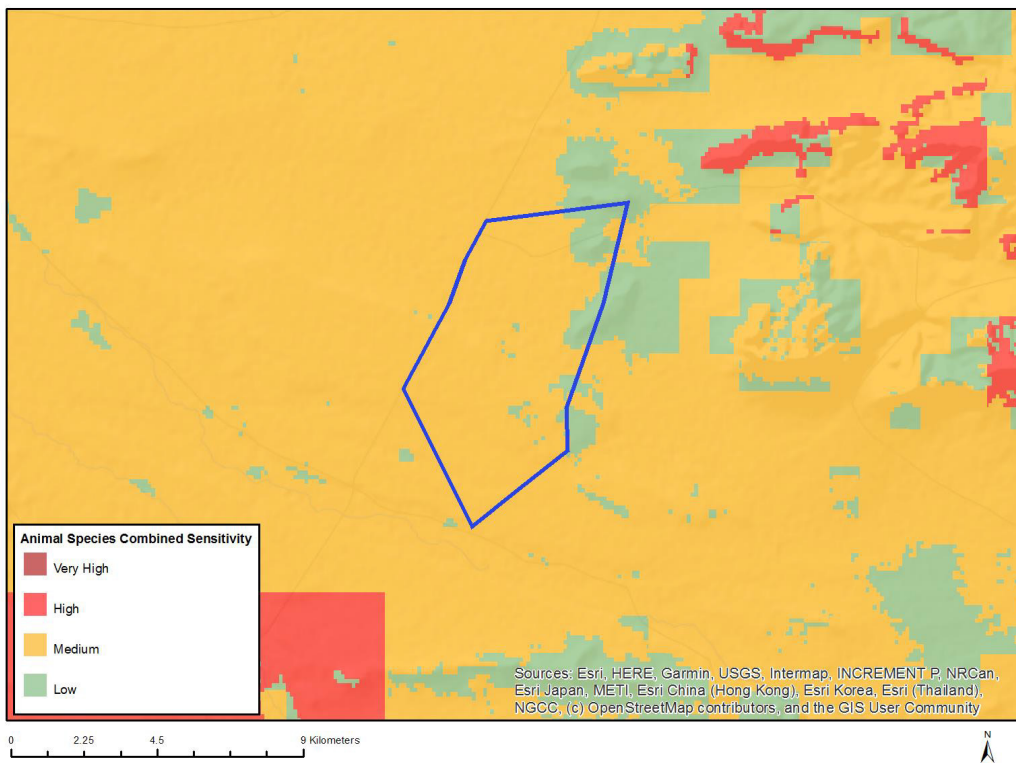 Animal Species Combined Sensitivity
Very High
High
Medium
Low
Sources: Esri, HERE, Garmin, USGS, Intermap, INCREMENT P, NRCan,
Esri Japan, METI, Esri China (Hong Kong), Esri Korea, Esri (Thailand),
NGCC, (c) OpenStreetMap contributors, and the GIS User Community
0 2.25 4.5 9 Kilometers
N